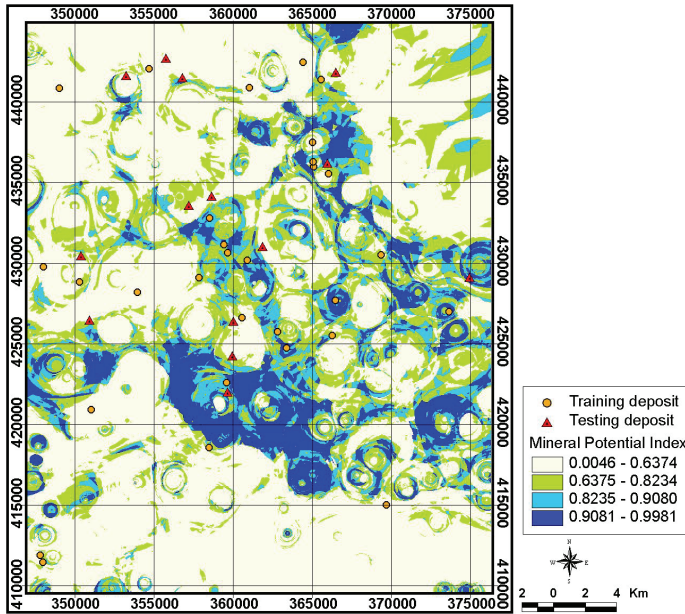 350000 355000 360000 365000 370000 375000
440000 440000
435000 435000
430000 430000
425000 425000
420000 420000
415000 415000
410000 410000
350000 355000 360000 365000 370000 375000
Training deposit
Testing deposit
Mineral Potential Index
0.0046 - 0.6374
0.6375 - 0.8234
0.8235 - 0.9080
0.9081 - 0.9981
N
W E
S
2 0 2 4 Km